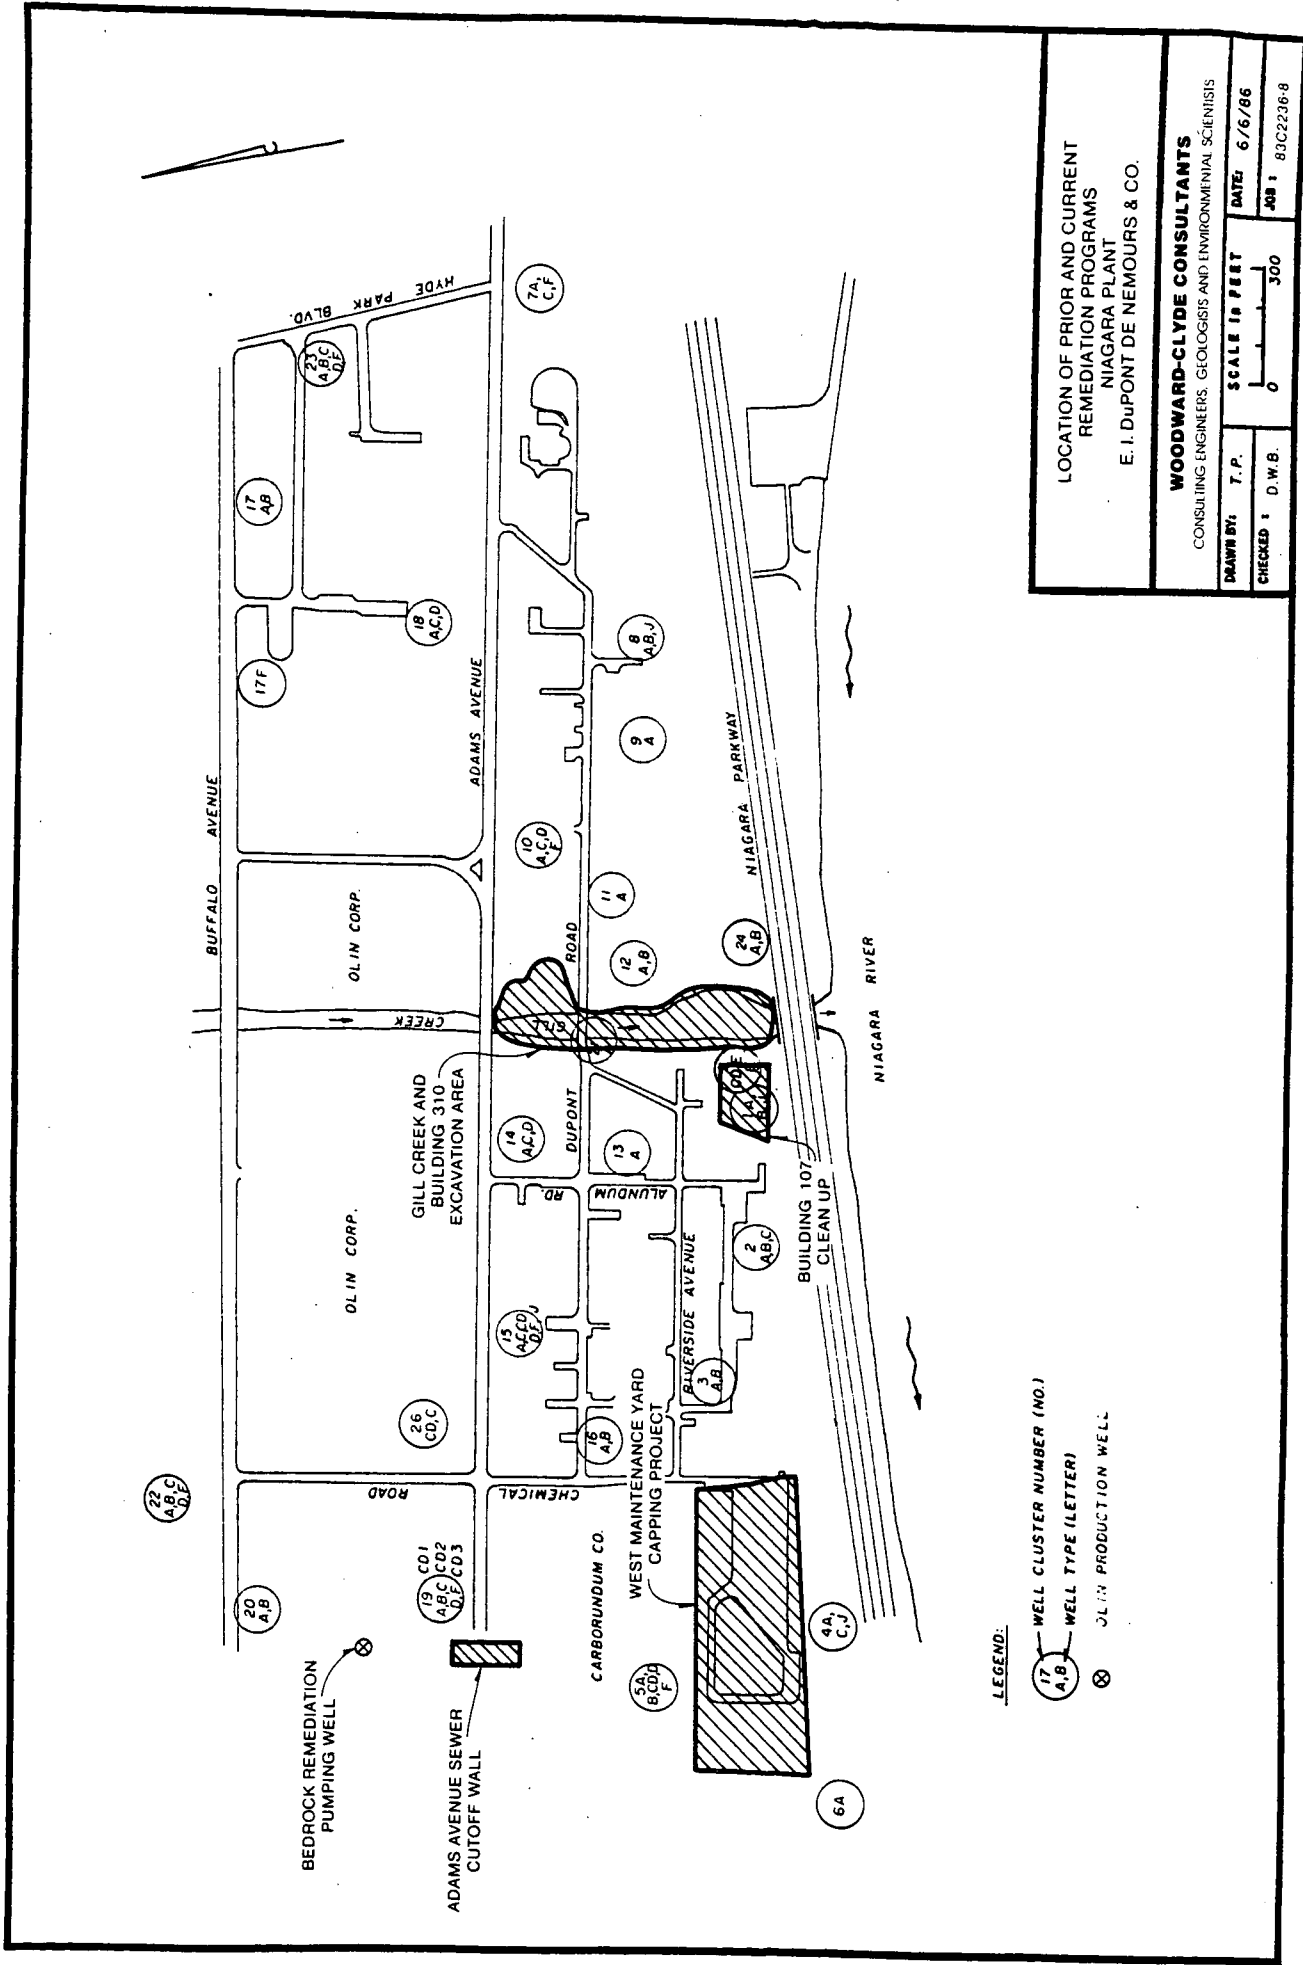 LOCATION OF PRIOR AND CURRENT
REMEDIATION PROGRAMS
NIAGARA PLANT
E. I. DuPONT DE NEMOURS & CO.
WOODWARD-CLYDE CONSULTANTS
CONSULTING ENGINEERS, GEOLOGISTS AND ENVIRONMENTAL SCIENTISTS
DRAWN BY: T.P.
SCALE In FEET
0 300
DATE: 6/6/86
CHECKED: D.W.B.
JOB: 83C2236-8
BUFFALO AVENUE
HYDE PARK BLVD.
ADAMS AVENUE
DUPONT ROAD
NIAGARA PARKWAY
NIAGARA RIVER
RIVERSIDE AVENUE
ALUNDUM RD.
CHEMICAL ROAD
GILL CREEK
OLIN CORP.
OLIN CORP.
CARBORUNDUM CO.
BEDROCK REMEDIATION
PUMPING WELL
ADAMS AVENUE SEWER
CUTOFF WALL
GILL CREEK AND
BUILDING 310
EXCAVATION AREA
WEST MAINTENANCE YARD
CAPPING PROJECT
BUILDING 107
CLEAN UP
22
A,B,C
D,F
20
A,B
19
A,B,C
D,F
CD1
CD2
CD3
26
CD,C
15
A,C,CD
D,F,J
16
A,B
14
A,C,D
13
A
3
A,B
2
A,B,C
4A,
C,J
5A,
B,CD,D
F
6A
24
A,B
12
A,B
11
A
10
A,C,D
F
9
A
8
A,B,J
7A,
C,F
17F
18
A,C,D
17
A,B
23
A,B,C
D,F
LEGEND:
17
A,B
WELL CLUSTER NUMBER (NO.)
WELL TYPE (LETTER)
OLIN PRODUCTION WELL